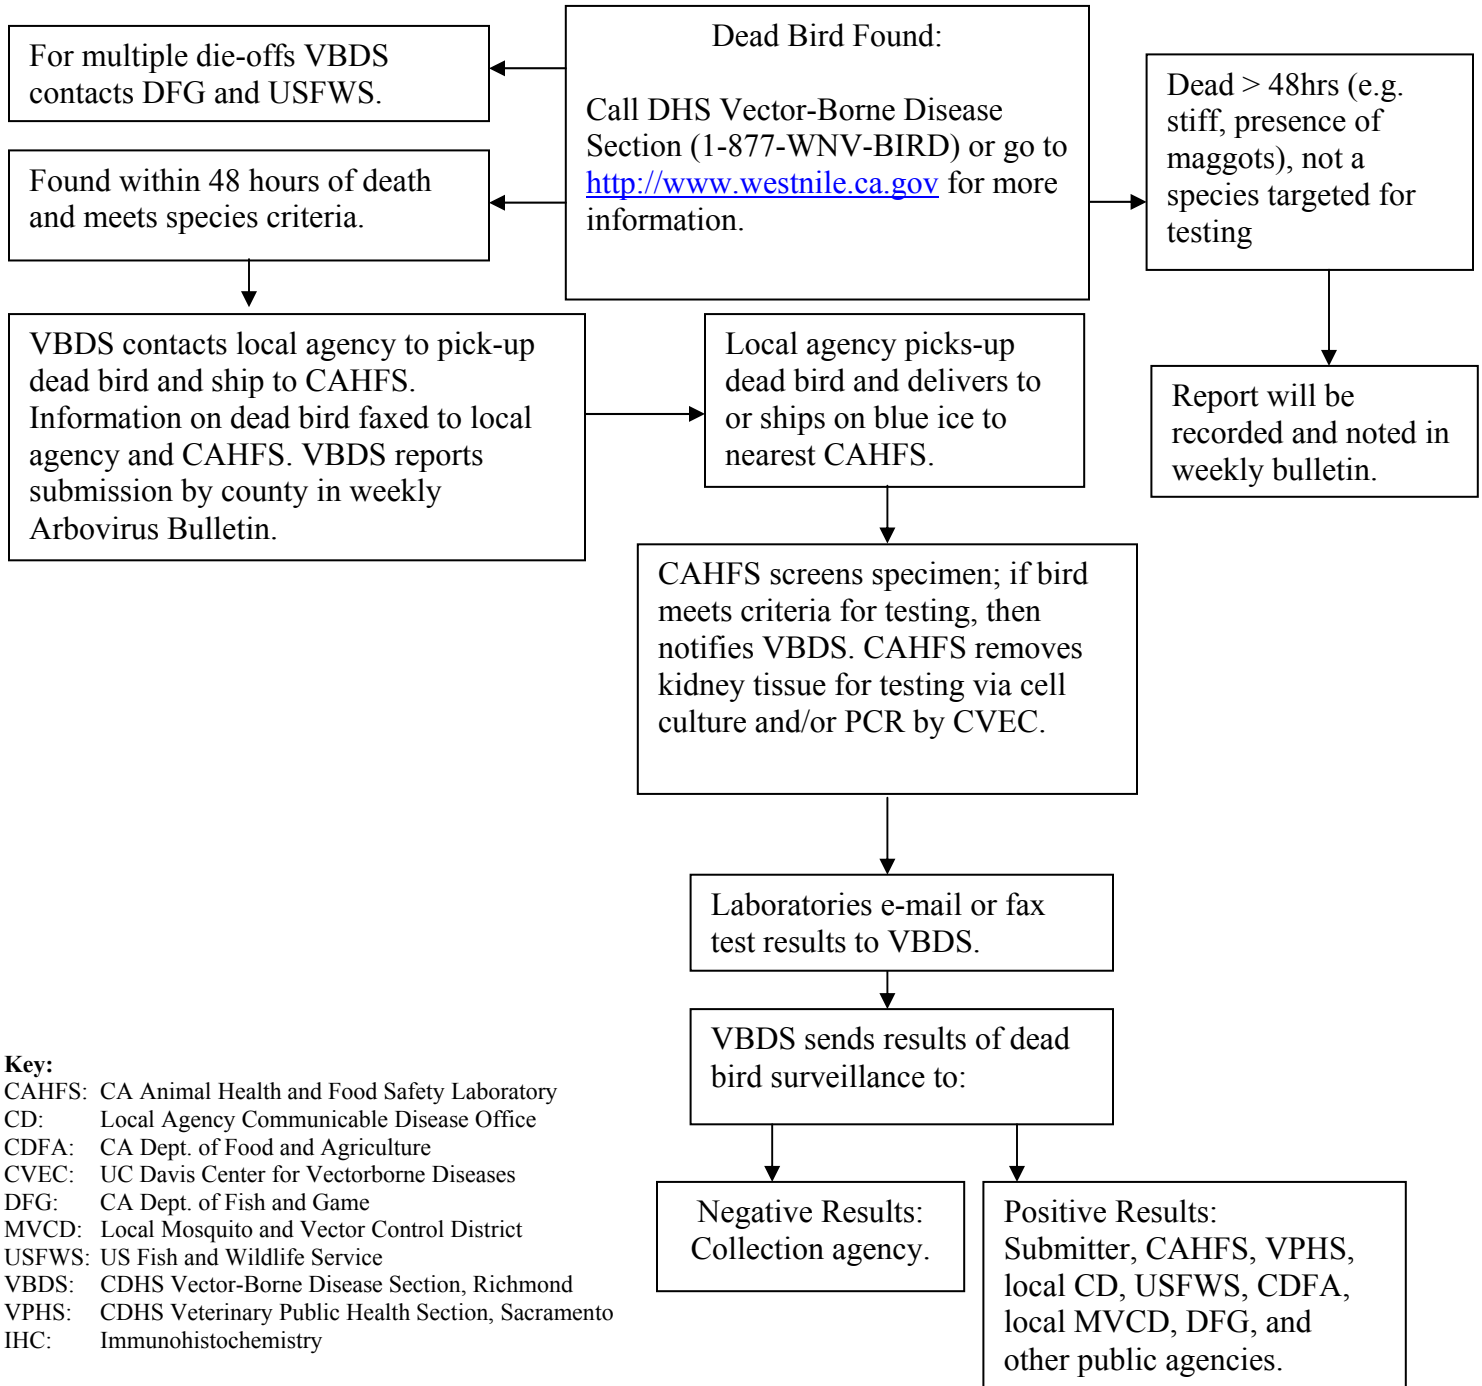 Dead Bird Found:
Call DHS Vector-Borne Disease
Section (1-877-WNV-BIRD) or go to
http://www.westnile.ca.gov for more
information.
For multiple die-offs VBDS
contacts DFG and USFWS.
Found within 48 hours of death
and meets species criteria.
Dead > 48hrs (e.g.
stiff, presence of
maggots), not a
species targeted for
testing
VBDS contacts local agency to pick-up
dead bird and ship to CAHFS.
Information on dead bird faxed to local
agency and CAHFS. VBDS reports
submission by county in weekly
Arbovirus Bulletin.
Local agency picks-up
dead bird and delivers to
or ships on blue ice to
nearest CAHFS.
Report will be
recorded and noted in
weekly bulletin.
CAHFS screens specimen; if bird
meets criteria for testing, then
notifies VBDS. CAHFS removes
kidney tissue for testing via cell
culture and/or PCR by CVEC.
Laboratories e-mail or fax
test results to VBDS.
VBDS sends results of dead
bird surveillance to:
Negative Results:
Collection agency.
Positive Results:
Submitter, CAHFS, VPHS,
local CD, USFWS, CDFA,
local MVCD, DFG, and
other public agencies.
Key:
CAHFS: CA Animal Health and Food Safety Laboratory
CD: Local Agency Communicable Disease Office
CDFA: CA Dept. of Food and Agriculture
CVEC: UC Davis Center for Vectorborne Diseases
DFG: CA Dept. of Fish and Game
MVCD: Local Mosquito and Vector Control District
USFWS: US Fish and Wildlife Service
VBDS: CDHS Vector-Borne Disease Section, Richmond
VPHS: CDHS Veterinary Public Health Section, Sacramento
IHC: Immunohistochemistry